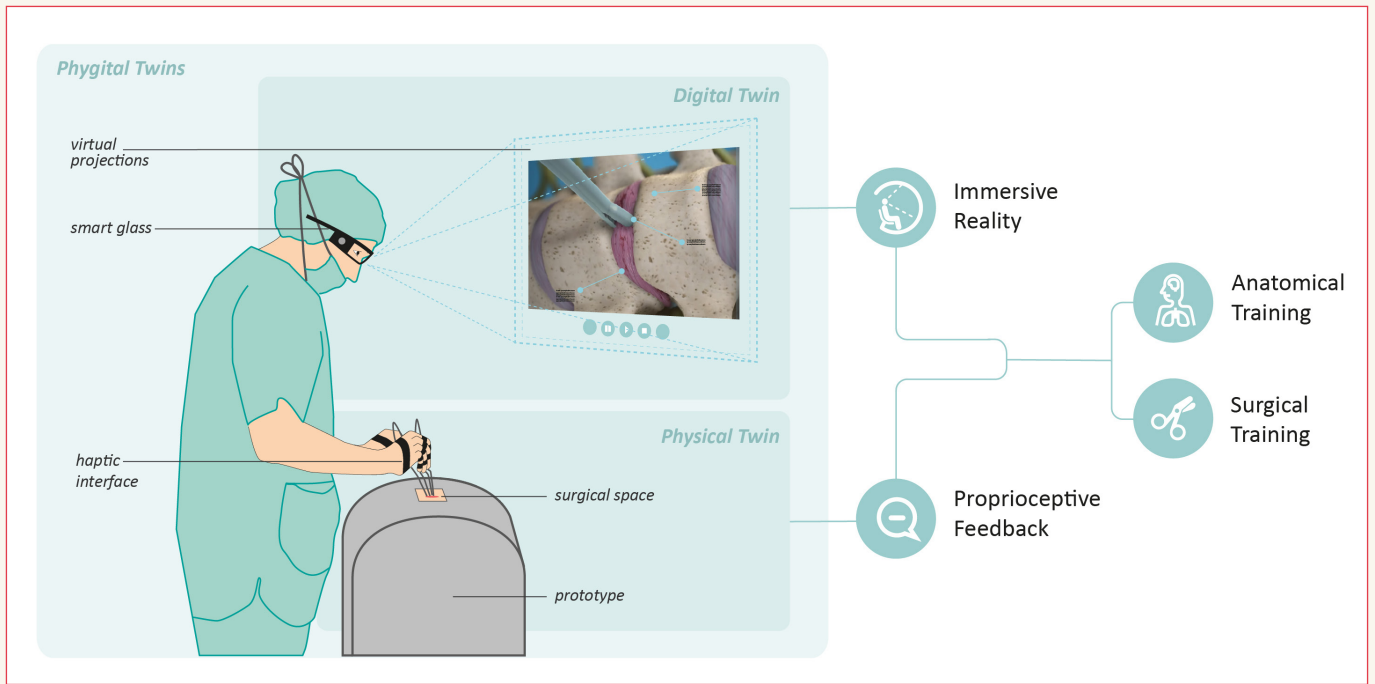 Phygital Twins
Digital Twin
virtual
projections
smart glass
Immersive
Reality
Anatomical
Training
Surgical
Training
Physical Twin
haptic
interface
surgical space
prototype
Proprioceptive
Feedback